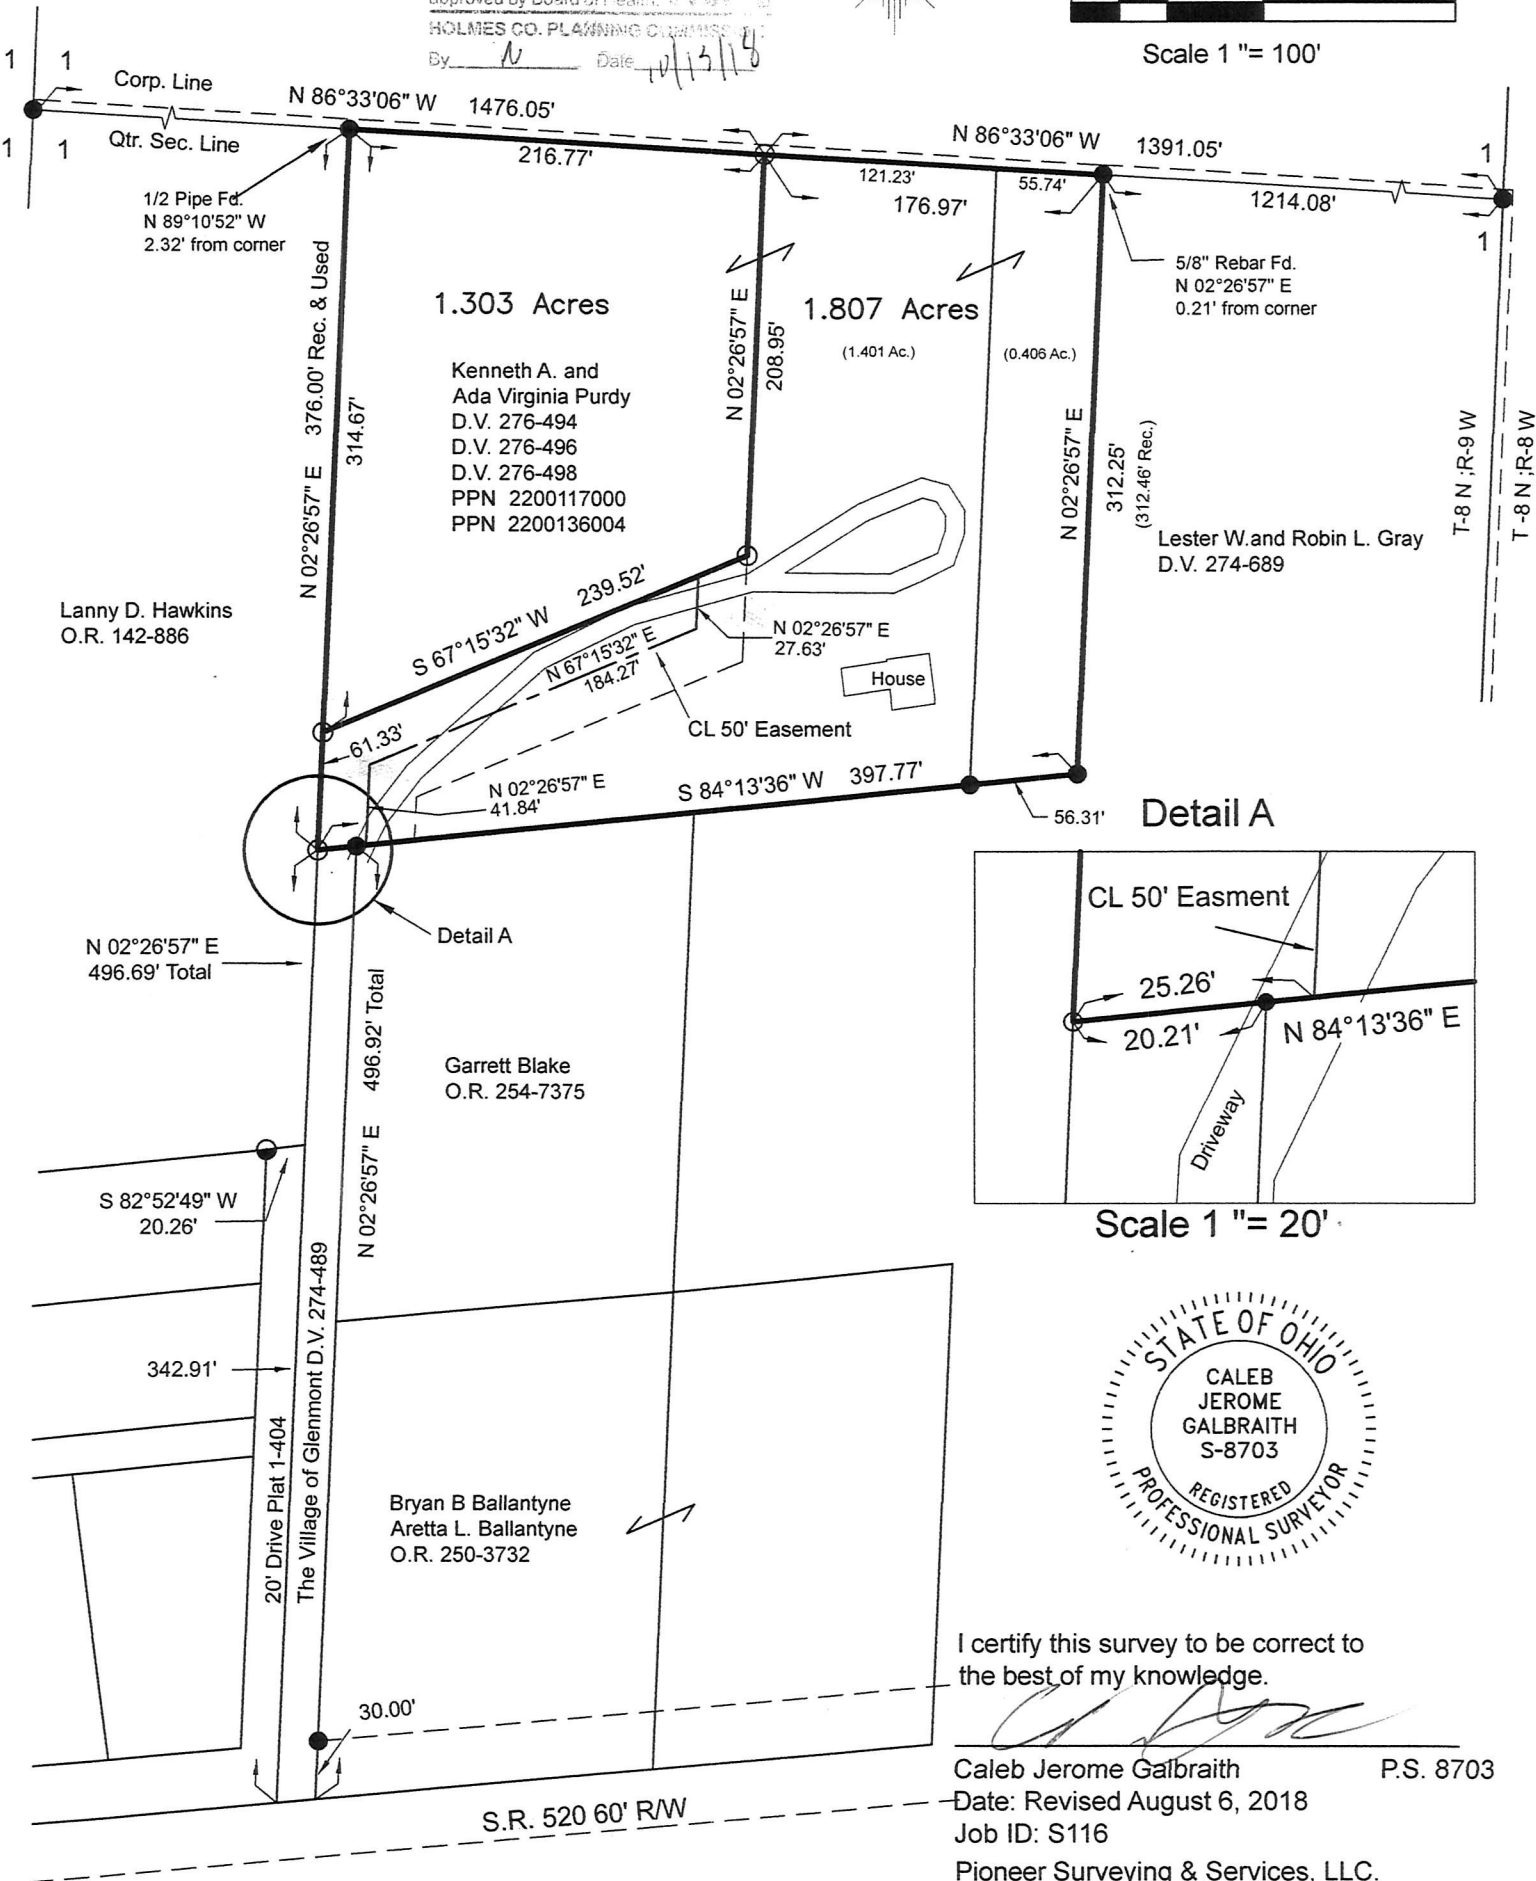 approved by Board of Health.
HOLMES CO. PLANNING COMMISSION
By N Date 10/15/18
Scale 1 "= 100'
1 1
Corp. Line
N 86°33'06" W 1476.05'
1 1
Qtr. Sec. Line
216.77'
N 86°33'06" W 1391.05'
121.23'
55.74'
176.97'
1214.08'
1
1
1/2 Pipe Fd.
N 89°10'52" W
2.32' from corner
5/8" Rebar Fd.
N 02°26'57" E
0.21' from corner
N 02°26'57" E 376.00' Rec. & Used
314.67'
1.303 Acres
Kenneth A. and
Ada Virginia Purdy
D.V. 276-494
D.V. 276-496
D.V. 276-498
PPN 2200117000
PPN 2200136004
N 02°26'57" E
208.95'
1.807 Acres
(1.401 Ac.)
(0.406 Ac.)
N 02°26'57" E
312.25'
(312.46' Rec.)
Lester W.and Robin L. Gray
D.V. 274-689
T-8 N ;R-9 W
T -8 N ;R-8 W
Lanny D. Hawkins
O.R. 142-886
S 67°15'32" W 239.52'
N 67°15'32" E
184.27'
N 02°26'57" E
27.63'
House
CL 50' Easement
61.33'
N 02°26'57" E
41.84'
S 84°13'36" W 397.77'
56.31'
Detail A
Detail A
CL 50' Easment
25.26'
20.21'
N 84°13'36" E
Driveway
Scale 1 "= 20'
N 02°26'57" E
496.69' Total
N 02°26'57" E 496.92' Total
Garrett Blake
O.R. 254-7375
S 82°52'49" W
20.26'
342.91'
20' Drive Plat 1-404
The Village of Glenmont D.V. 274-489
Bryan B Ballantyne
Aretta L. Ballantyne
O.R. 250-3732
30.00'
S.R. 520 60' R/W
STATE OF OHIO
CALEB
JEROME
GALBRAITH
S-8703
REGISTERED
PROFESSIONAL SURVEYOR
I certify this survey to be correct to
the best of my knowledge.
Caleb Jerome Galbraith P.S. 8703
Date: Revised August 6, 2018
Job ID: S116
Pioneer Surveying & Services, LLC.